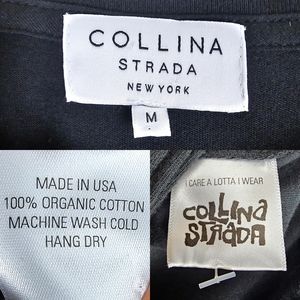 COLLINA
STRADA
NEW YORK
M
MADE IN USA
100% ORGANIC COTTON
MACHINE WASH COLD
HANG DRY
I CARE A LOTTA I WEAR
COLLINA
STRADA